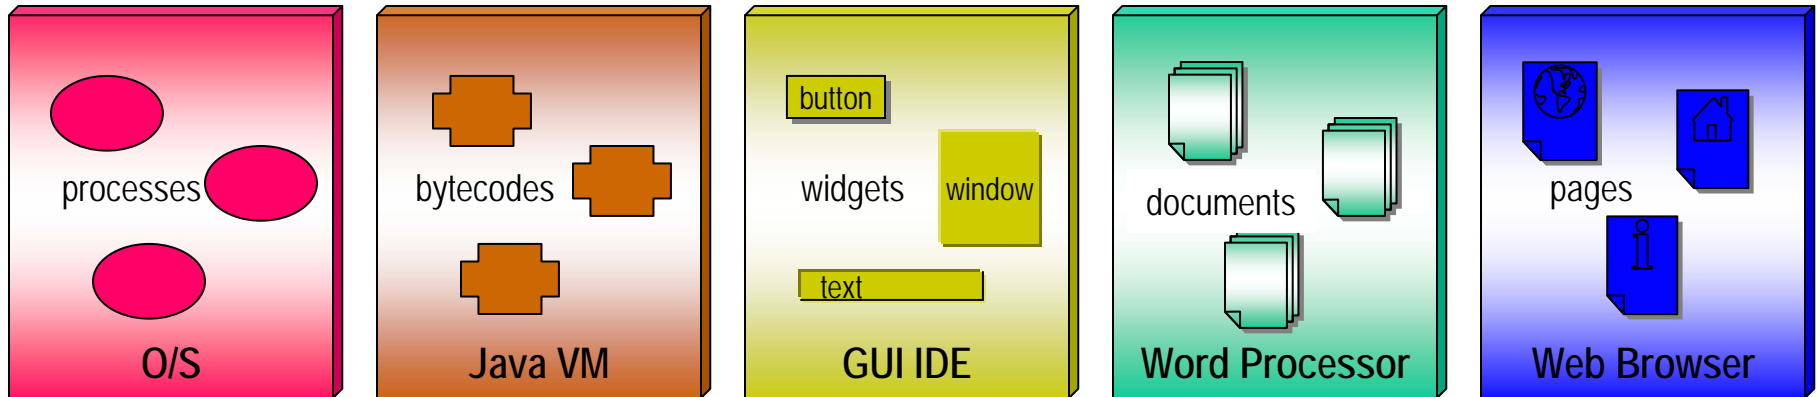 processes
O/S
bytecodes
Java VM
button
widgets
window
text
GUI IDE
documents
Word Processor
pages
i
Web Browser